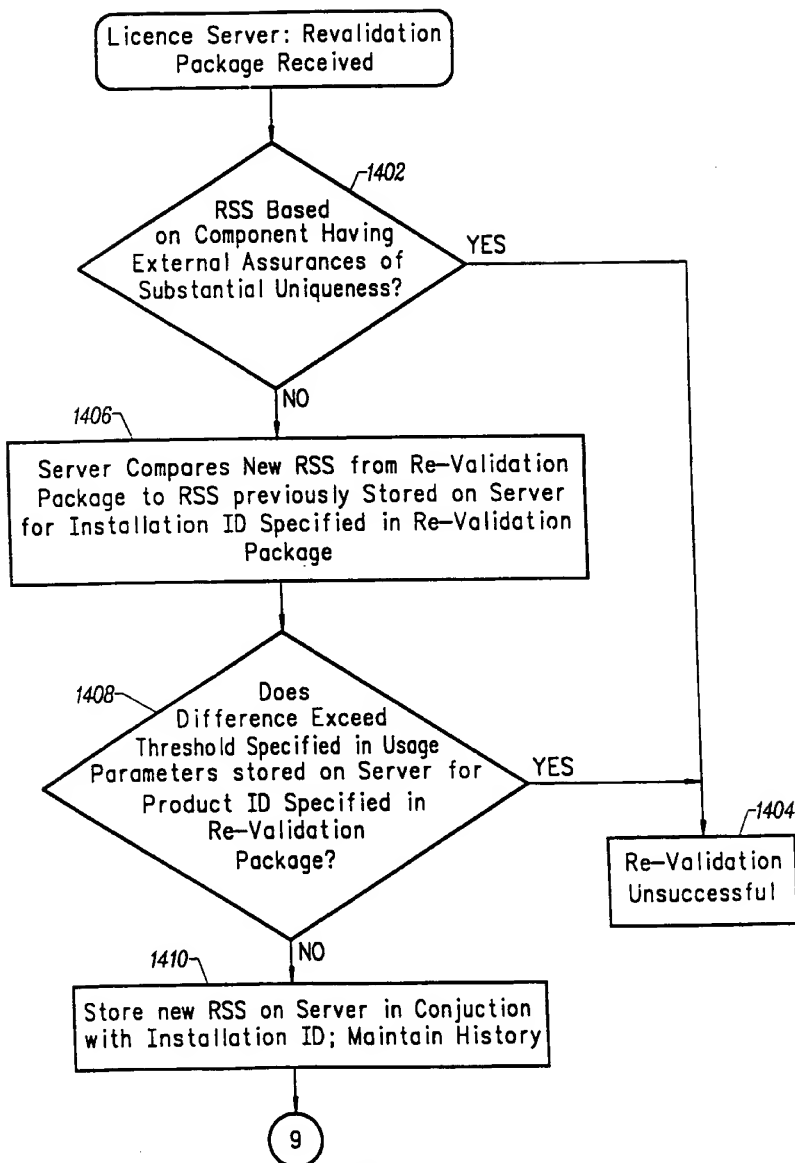 Licence Server: Revalidation
Package Received
1402
RSS Based
on Component Having
External Assurances of
Substantial Uniqueness?
YES
NO
1406
Server Compares New RSS from Re-Validation
Package to RSS previously Stored on Server
for Installation ID Specified in Re-Validation
Package
1408
Does
Difference Exceed
Threshold Specified in Usage
Parameters stored on Server for
Product ID Specified in
Re-Validation
Package?
YES
1404
Re-Validation
Unsuccessful
NO
1410
Store new RSS on Server in Conjuction
with Installation ID; Maintain History
9